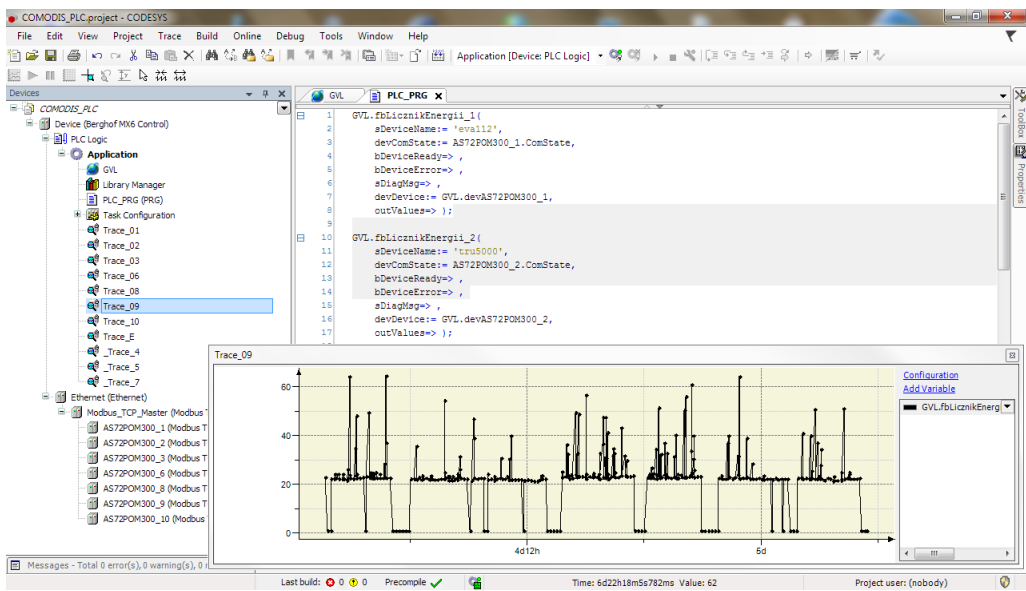 COMODIS_PLC.project - CODESYS
File Edit View Project Trace Build Online Debug Tools Window Help
Application [Device: PLC Logic]
Devices
COMODIS_PLC
Device (Berghof MX6 Control)
PLC Logic
Application
GVL
Library Manager
PLC_PRG (PRG)
Task Configuration
Trace_01
Trace_02
Trace_03
Trace_06
Trace_08
Trace_09
Trace_10
Trace_E
_Trace_4
_Trace_5
_Trace_7
Ethernet (Ethernet)
Modbus_TCP_Master (Modbus
AS72POM300_1 (Modbus T
AS72POM300_2 (Modbus T
AS72POM300_3 (Modbus T
AS72POM300_6 (Modbus T
AS72POM300_8 (Modbus T
AS72POM300_9 (Modbus T
AS72POM300_10 (Modbus
GVL PLC_PRG X
1 GVL.fbLicznikEnergii_1(
2 sDeviceName:= 'eva112',
3 devComState:= AS72POM300_1.ComState,
4 bDeviceReady=> ,
5 bDeviceError=> ,
6 sDiagMsg=> ,
7 devDevice:= GVL.devAS72POM300_1,
8 outValues=> );
9
10 GVL.fbLicznikEnergii_2(
11 sDeviceName:= 'tru5000',
12 devComState:= AS72POM300_2.ComState,
13 bDeviceReady=> ,
14 bDeviceError=> ,
15 sDiagMsg=> ,
16 devDevice:= GVL.devAS72POM300_2,
17 outValues=> );
ToolBox
Properties
Trace_09
60
40
20
0
4d12h 5d
Configuration
Add Variable
GVL.fbLicznikEnerg
Messages - Total 0 error(s), 0 warning(s), 0
Last build: 0 0 Precompile Time: 6d22h18m5s782ms Value: 62 Project user: (nobody)